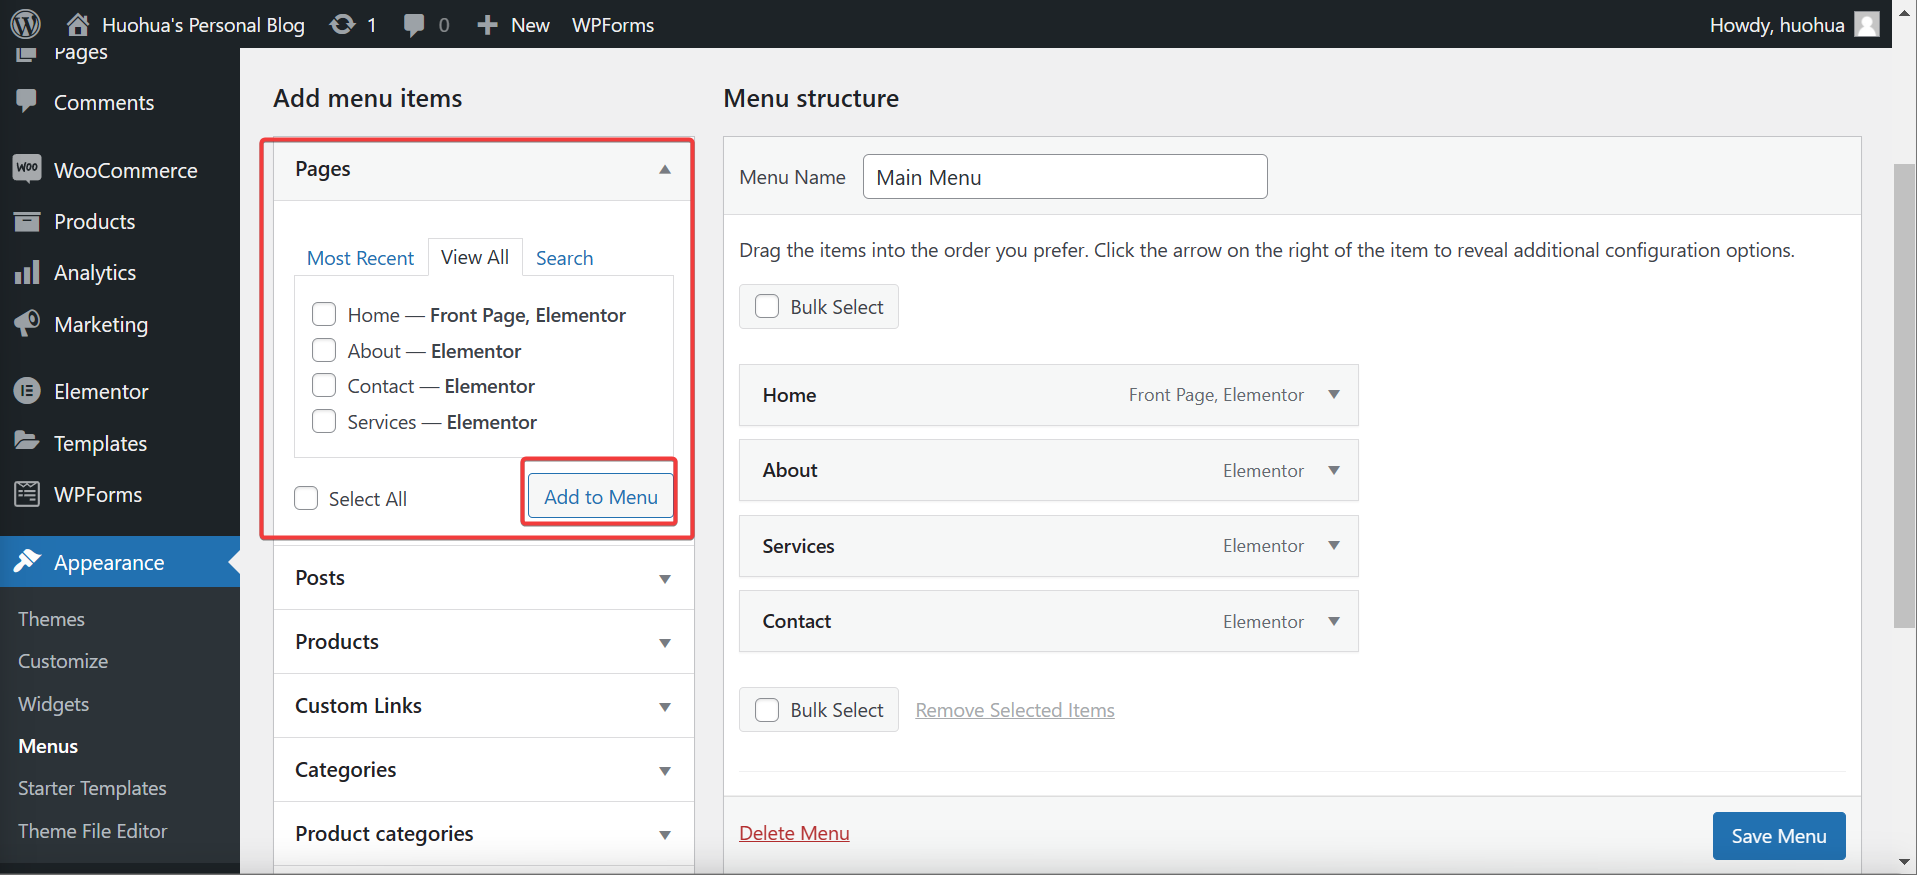 Huohua's Personal Blog 1 0 New WPForms Howdy, huohua
Pages
Comments
WOO WooCommerce
Products
Analytics
Marketing
Elementor
Templates
WPForms
Appearance
Themes
Customize
Widgets
Menus
Starter Templates
Theme File Editor
Add menu items
Pages
Most Recent View All Search
Home — Front Page, Elementor
About — Elementor
Contact — Elementor
Services — Elementor
Select All Add to Menu
Posts
Products
Custom Links
Categories
Product categories
Menu structure
Menu Name Main Menu
Drag the items into the order you prefer. Click the arrow on the right of the item to reveal additional configuration options.
Bulk Select
Home Front Page, Elementor
About Elementor
Services Elementor
Contact Elementor
Bulk Select Remove Selected Items
Delete Menu Save Menu